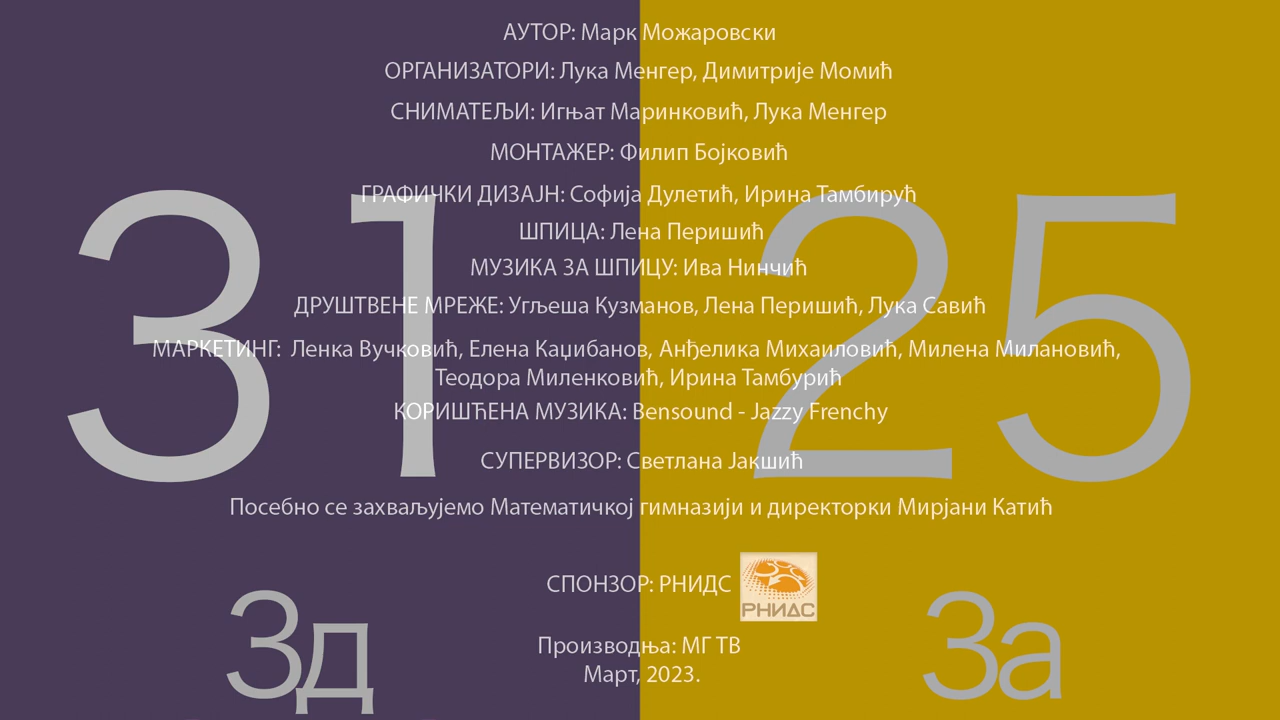 АУТОР: Марк Можаровски
ОРГАНИЗАТОРИ: Лука Менгер, Димитрије Момић
СНИМАТЕЉИ: Игњат Маринковић, Лука Менгер
МОНТАЖЕР: Филип Бојковић
ГРАФИЧКИ ДИЗАЈН: Софија Дулетић, Ирина Тамбирућ
ШПИЦА: Лена Перишић
МУЗИКА ЗА ШПИЦУ: Ива Нинчић
ДРУШТВЕНЕ МРЕЖЕ: Угљеша Кузманов, Лена Перишић, Лука Савић
МАРКЕТИНГ: Ленка Вучковић, Елена Каџибанов, Анђелика Михаиловић, Милена Милановић,
Теодора Миленковић, Ирина Тамбурић
КОРИШЋЕНА МУЗИКА: Bensound - Jazzy Frenchy
СУПЕРВИЗОР: Светлана Јакшић
Посебно се захваљујемо Математичкој гимназији и директорки Мирјани Катић
СПОНЗОР: РНИДС
РНИДС
Производња: МГ ТВ
Март, 2023.
31
25
3д
3а